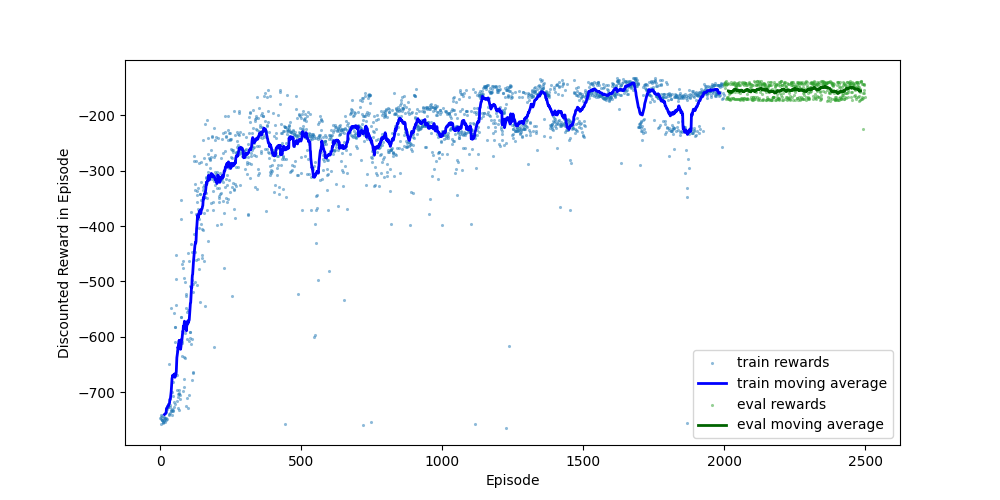 Discounted Reward in Episode
−200
−300
−400
−500
−600
−700
0
500
1000
1500
2000
2500
Episode
train rewards
train moving average
eval rewards
eval moving average